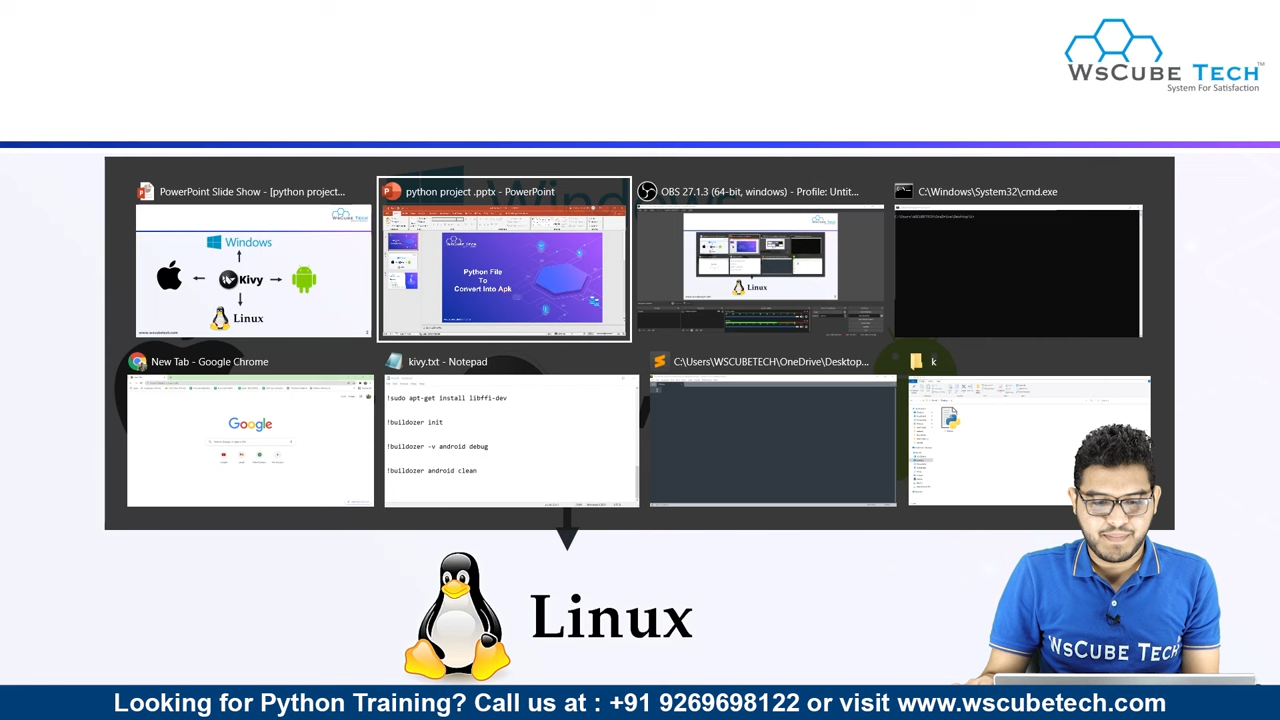 WsCube Tech™
System For Satisfaction
PowerPoint Slide Show - [python project...
python project .pptx - PowerPoint
OBS 27.1.3 (64-bit, windows) - Profile: Untit...
C:\Windows\System32\cmd.exe
Windows
Kivy
Linux
WsCube Tech
Python File
To
Convert Into Apk
Linux
New Tab - Google Chrome
kivy.txt - Notepad
C:\Users\WSCUBETECH\OneDrive\Desktop...
k
Google
!sudo apt-get install libffi-dev
!buildozer init
!buildozer -v android debug
!buildozer android clean
Linux
WsCube Tech
Looking for Python Training? Call us at : +91 9269698122 or visit www.wscubetech.com